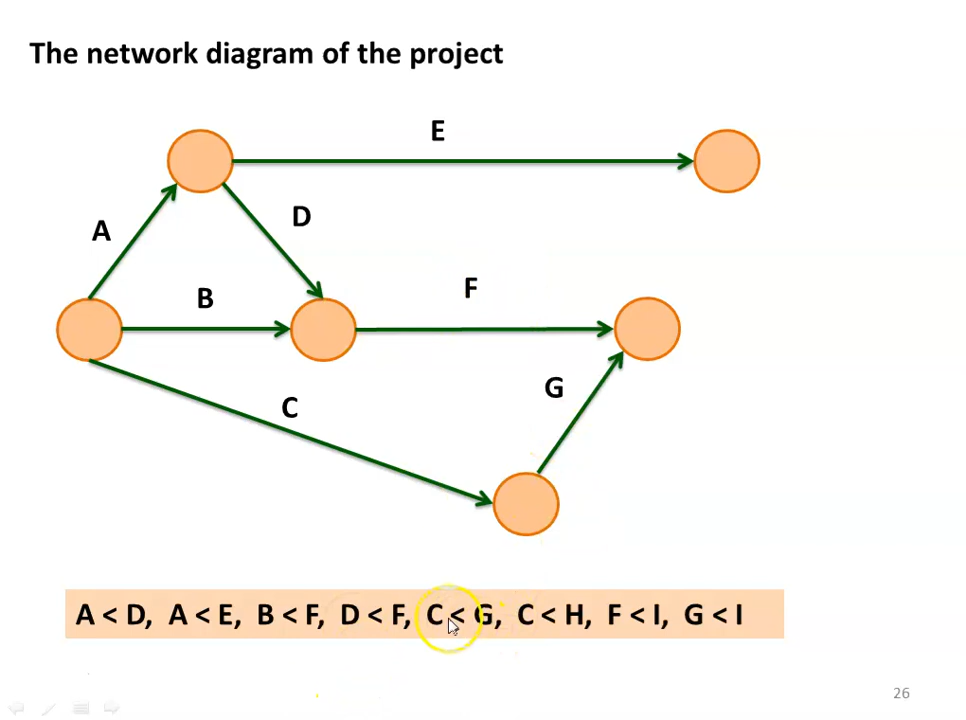 The network diagram of the project
E
A
D
B
F
C
G
A < D, A < E, B < F, D < F, C < G, C < H, F < I, G < I
26